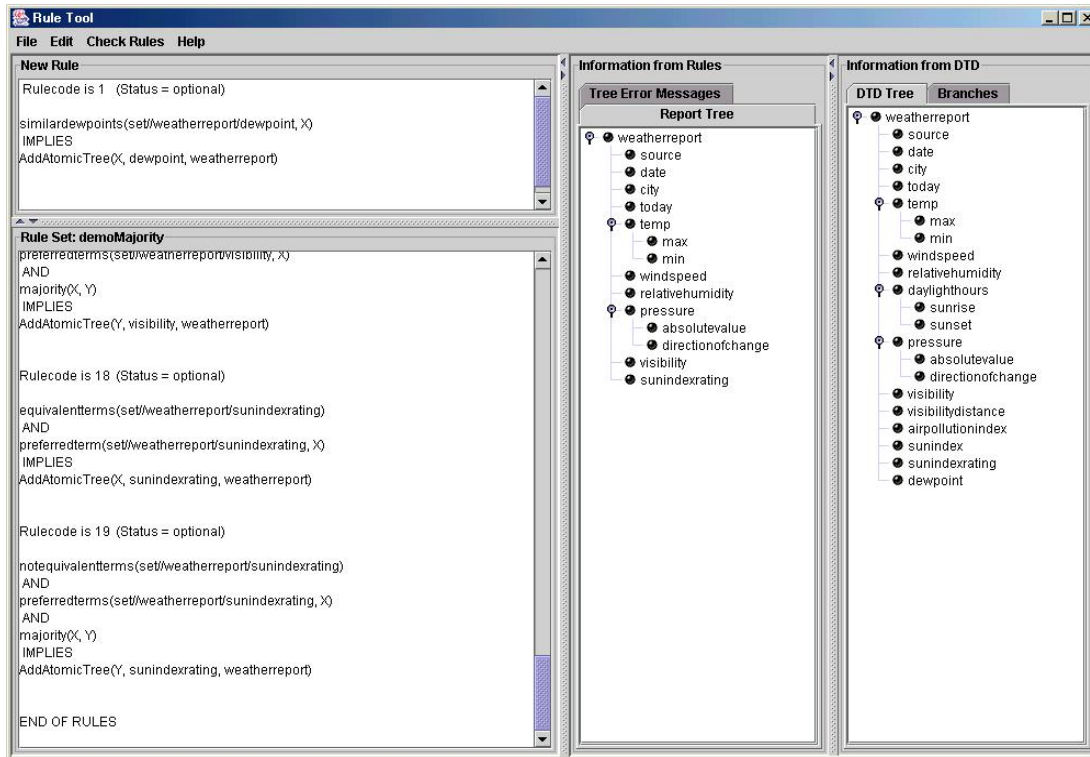 Rule Tool
File Edit Check Rules Help
New Rule
Rulecode is 1 (Status = optional)
similardewpoints(set//weatherreport/dewpoint, X)
IMPLIES
AddAtomicTree(X, dewpoint, weatherreport)
Rule Set: demoMajority
preferredterms(set//weatherreport/visibility, X)
AND
majority(X, Y)
IMPLIES
AddAtomicTree(Y, visibility, weatherreport)
Rulecode is 18 (Status = optional)
equivalentterms(set//weatherreport/sunindexrating)
AND
preferredterm(set//weatherreport/sunindexrating, X)
IMPLIES
AddAtomicTree(X, sunindexrating, weatherreport)
Rulecode is 19 (Status = optional)
notequivalentterms(set//weatherreport/sunindexrating)
AND
preferredterms(set//weatherreport/sunindexrating, X)
AND
majority(X, Y)
IMPLIES
AddAtomicTree(Y, sunindexrating, weatherreport)
END OF RULES
Information from Rules
Tree Error Messages
Report Tree
weatherreport
source
date
city
today
temp
max
min
windspeed
relativehumidity
pressure
absolutevalue
directionofchange
visibility
sunindexrating
Information from DTD
DTD Tree Branches
weatherreport
source
date
city
today
temp
max
min
windspeed
relativehumidity
daylighthours
sunrise
sunset
pressure
absolutevalue
directionofchange
visibility
visibilitydistance
airpollutionindex
sunindex
sunindexrating
dewpoint